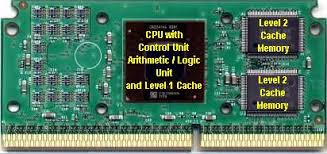 CPU with
Control Unit
Arithmetic / Logic
Unit
and Level 1 Cache
Level 2
Cache
Memory
Level 2
Cache
Memory